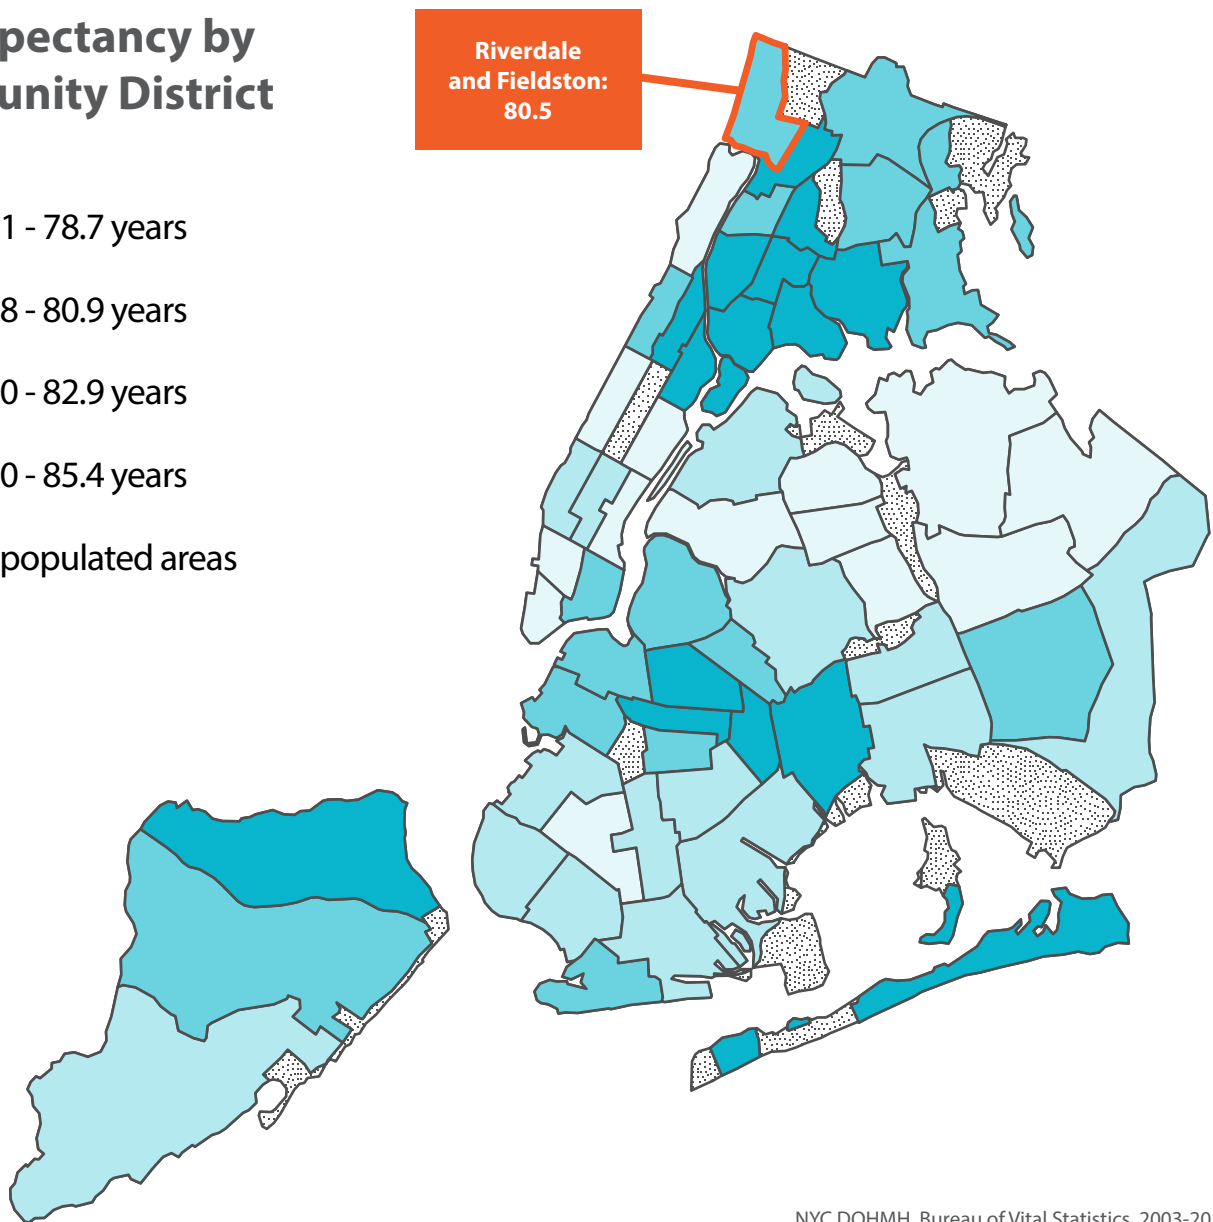 pectancy by
unity District
Riverdale
and Fieldston:
80.5
1 - 78.7 years
8 - 80.9 years
0 - 82.9 years
0 - 85.4 years
populated areas
NYC DOHMH, Bureau of Vital Statistics, 2003-20